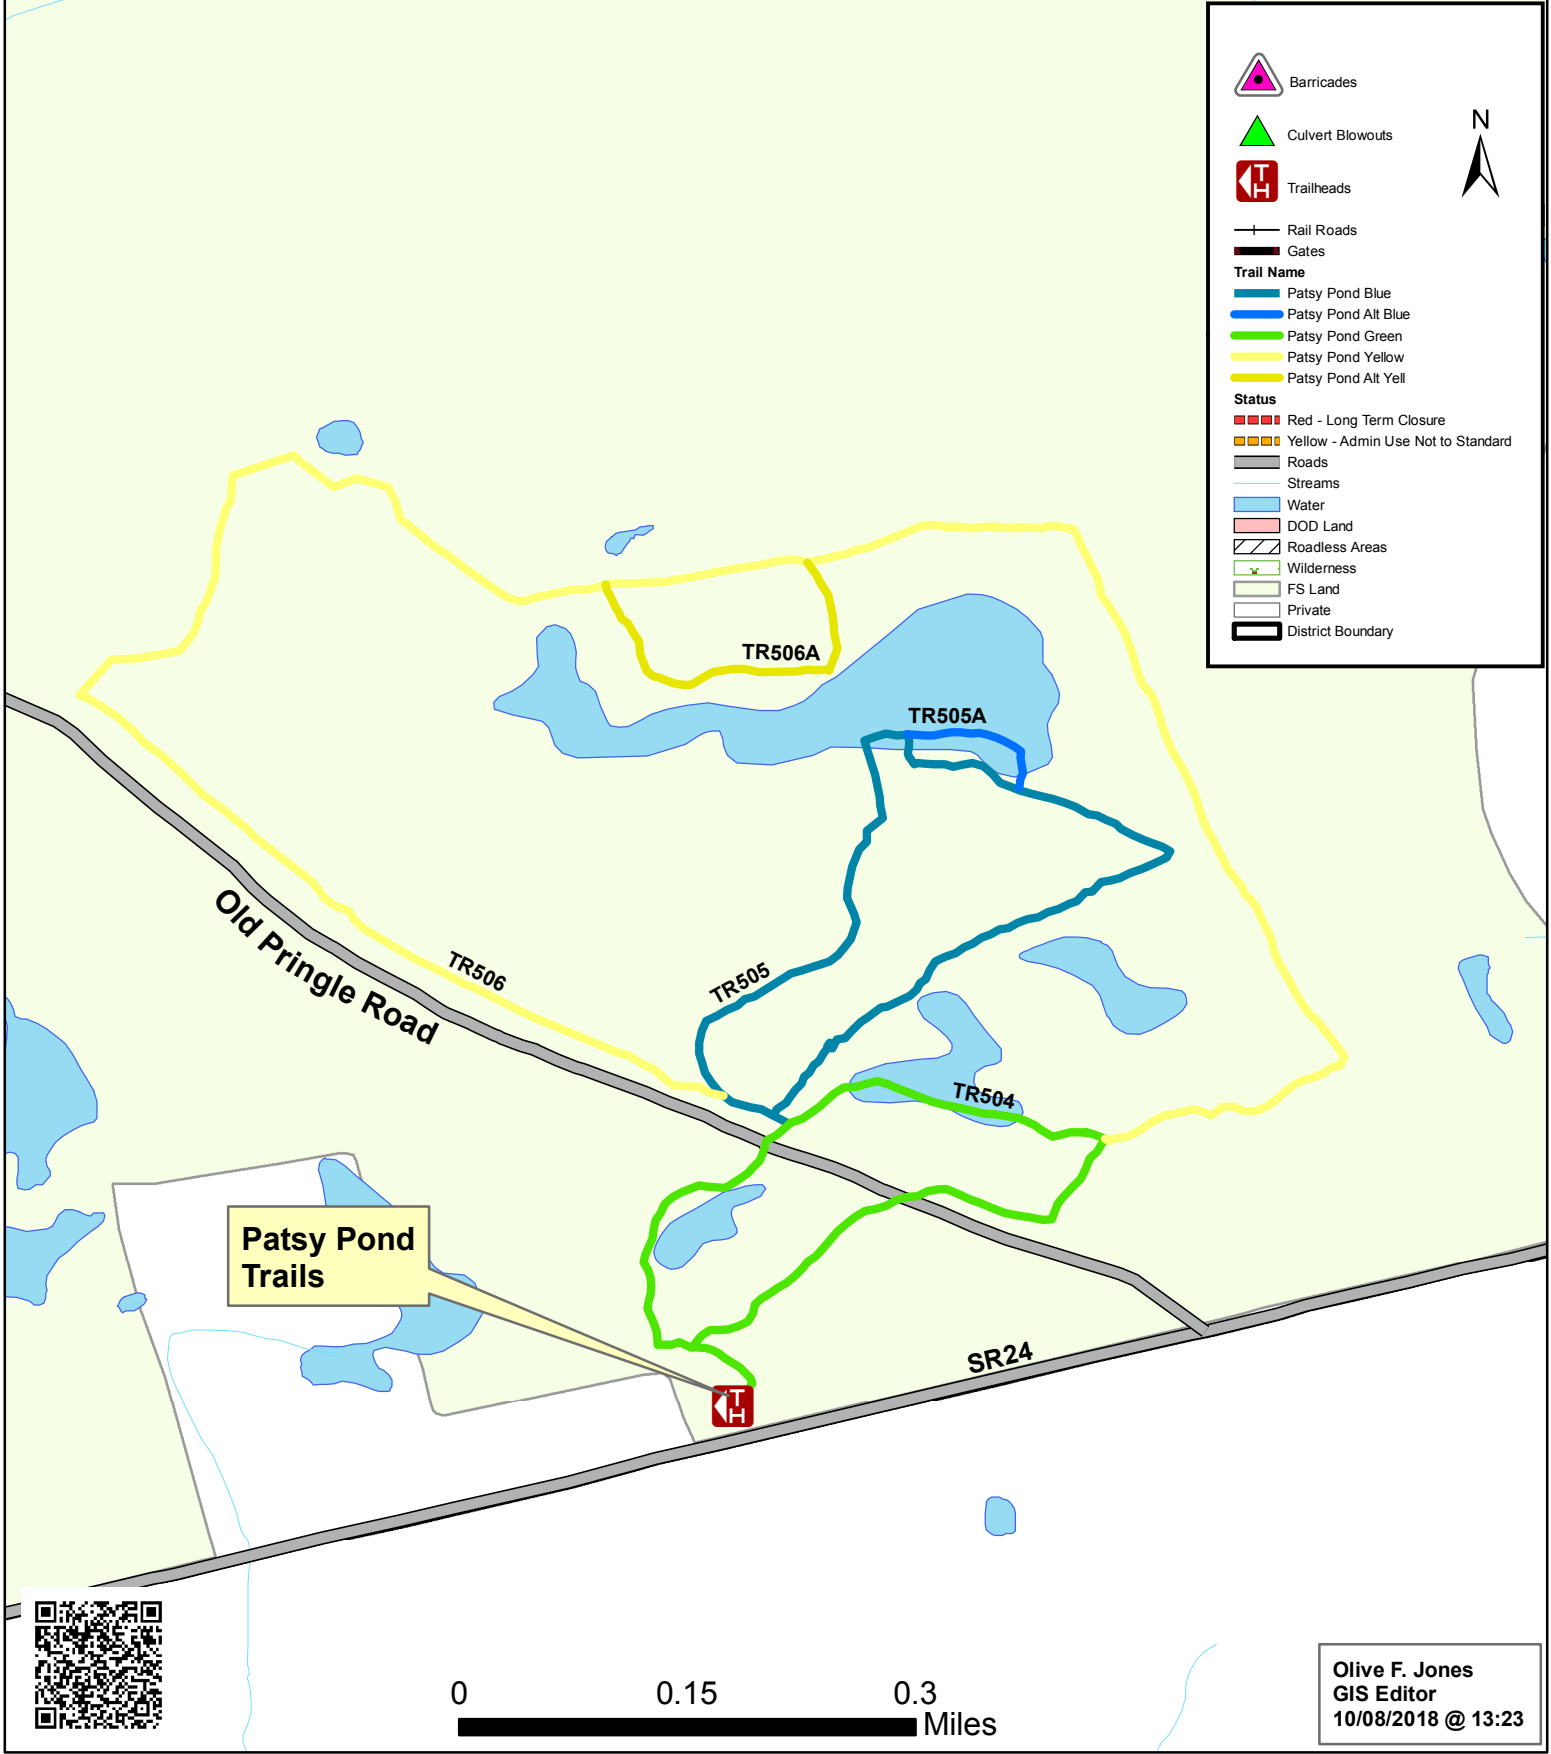 Barricades
N
Culvert Blowouts
TH
Trailheads
Rail Roads
Gates
Trail Name
Patsy Pond Blue
Patsy Pond Alt Blue
Patsy Pond Green
Patsy Pond Yellow
Patsy Pond Alt Yell
Status
Red - Long Term Closure
Yellow - Admin Use Not to Standard
Roads
Streams
Water
DOD Land
Roadless Areas
Wilderness
FS Land
Private
District Boundary
TR506A
TR505A
Old Pringle Road
TR506
TR505
TR504
Patsy Pond
Trails
SR24
TH
0 0.15 0.3
Miles
Olive F. Jones
GIS Editor
10/08/2018 @ 13:23